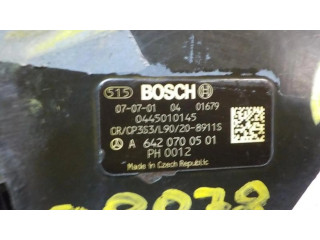 515 BOSCH
07-07-01 04 01679
0445010145
CR/CP3S3/L90/20-8911S
A 642 070 05 01
PH 0012
Made in Czech Republic